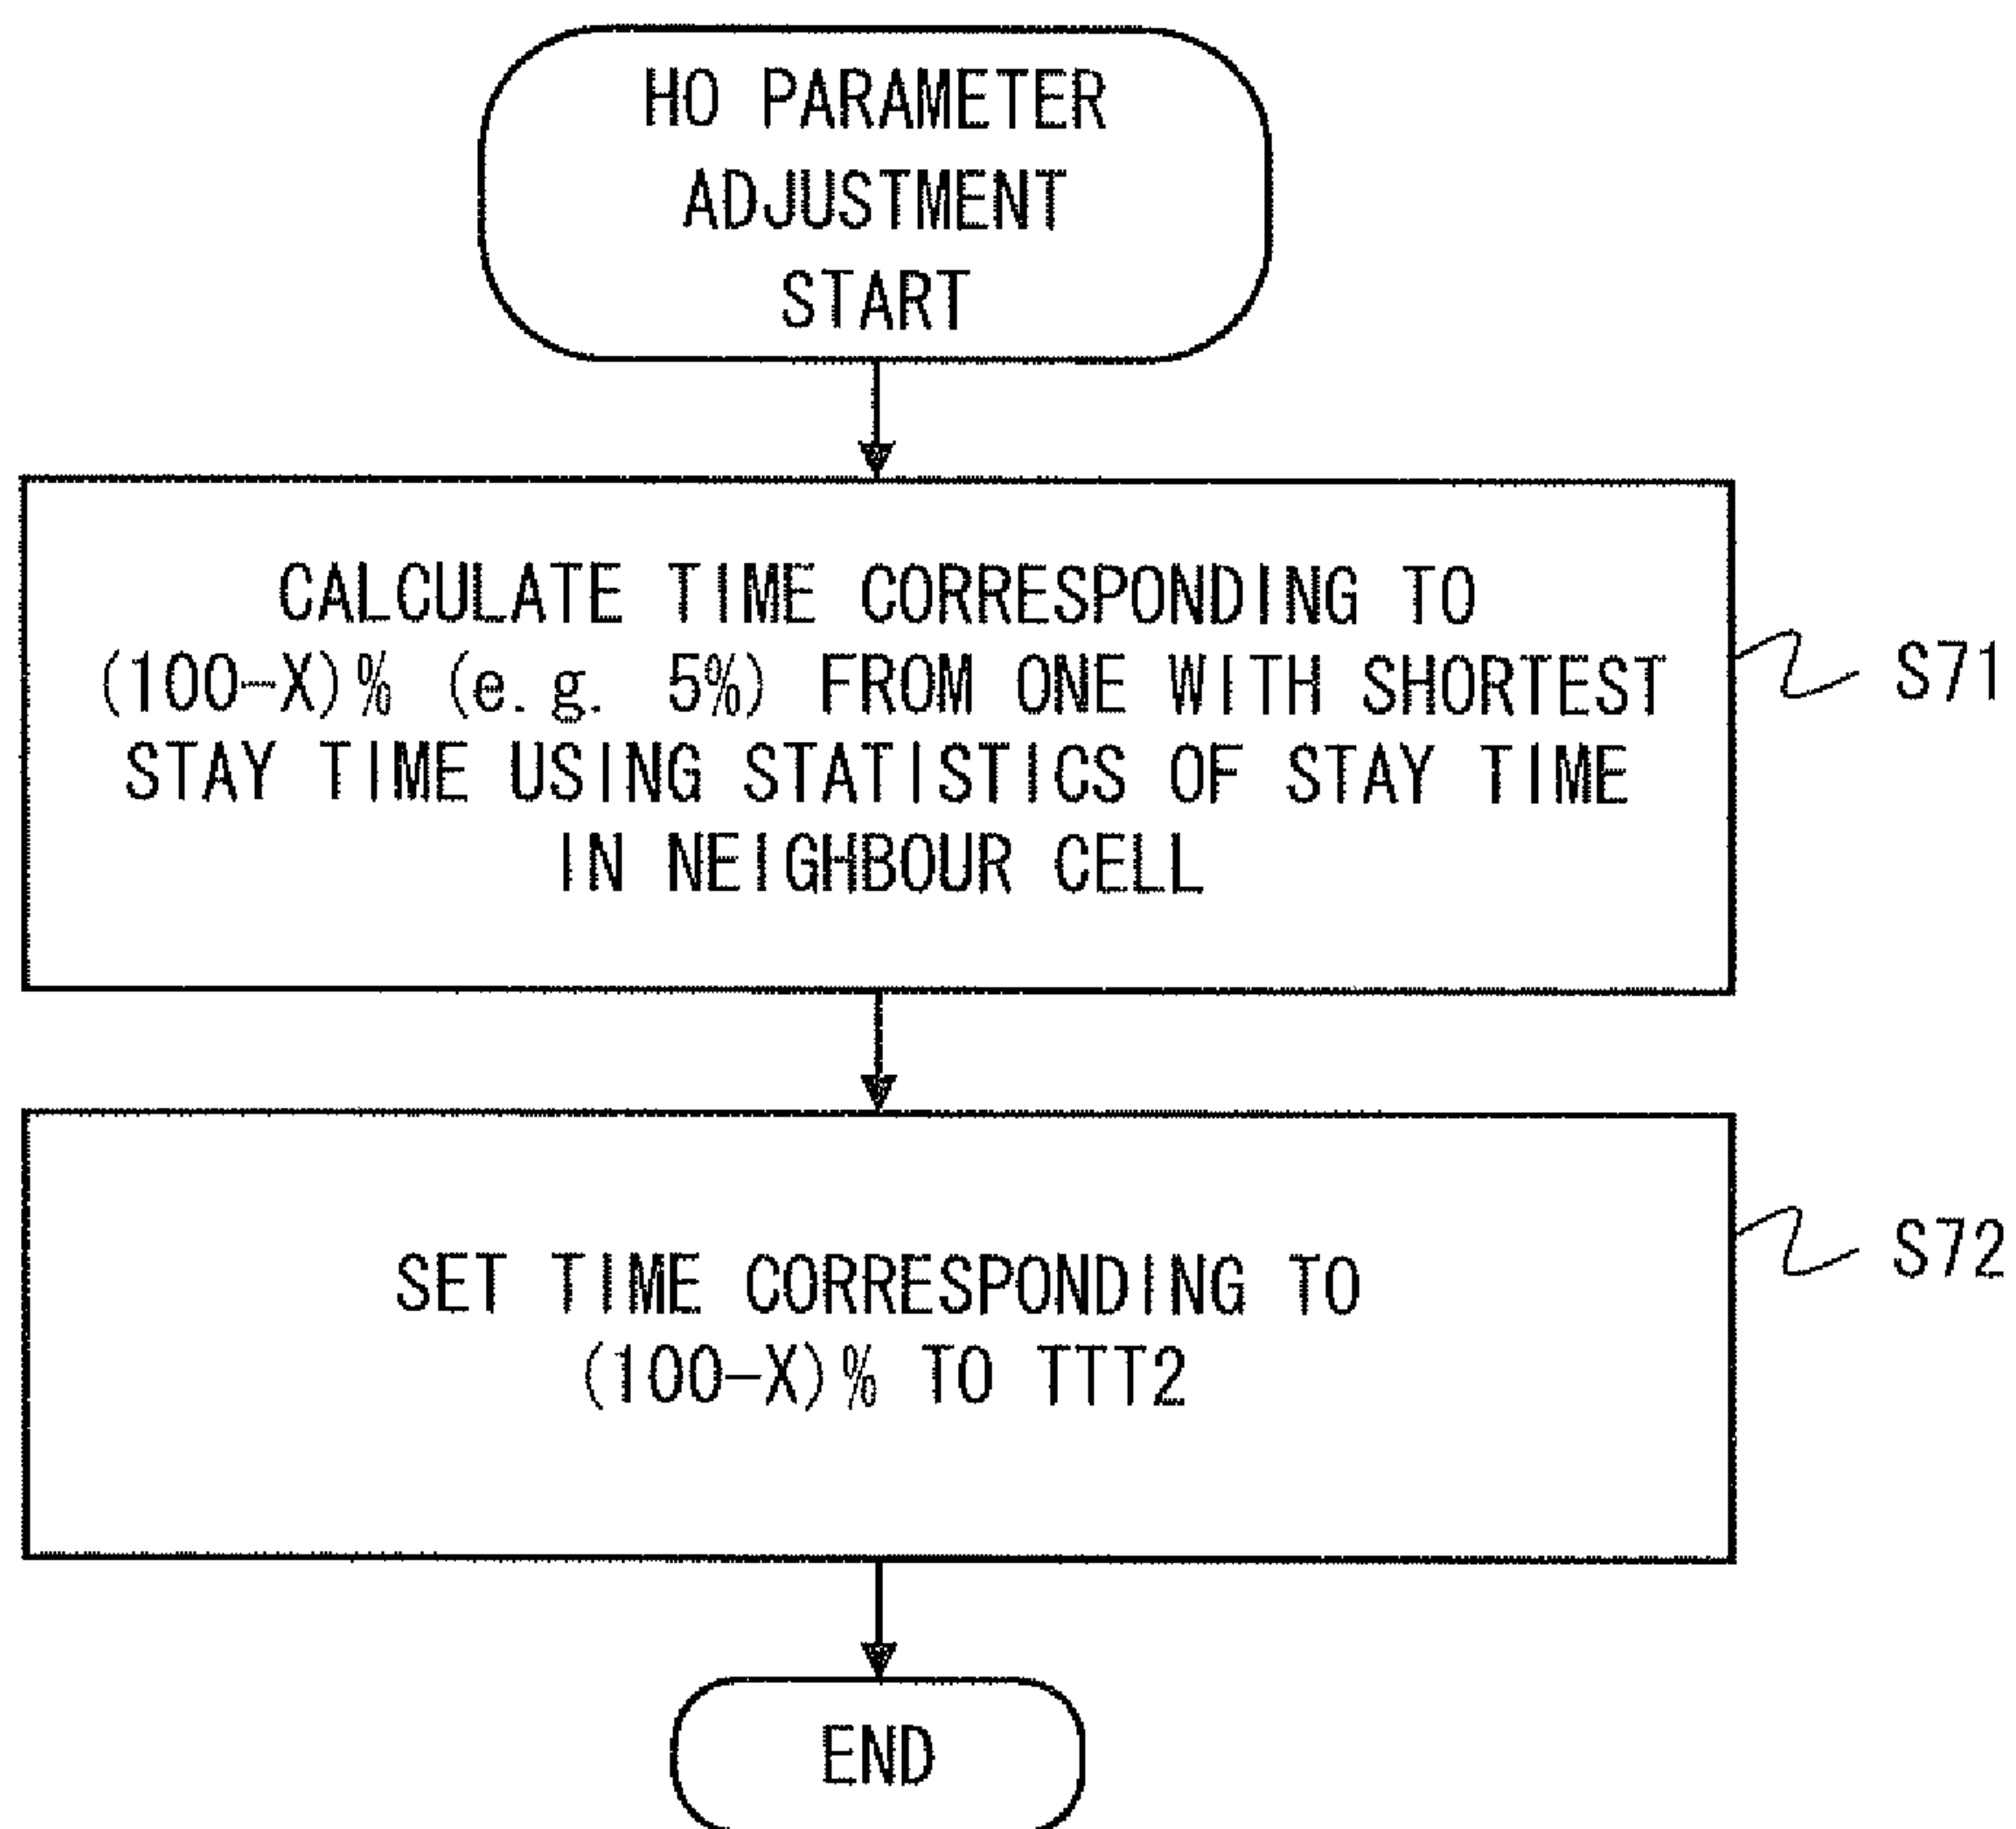 HO PARAMETER
ADJUSTMENT
START
CALCULATE TIME CORRESPONDING TO
(100-X)% (e.g. 5%) FROM ONE WITH SHORTEST
STAY TIME USING STATISTICS OF STAY TIME
IN NEIGHBOUR CELL
S71
SET TIME CORRESPONDING TO
(100-X)% TO TTT2
S72
END